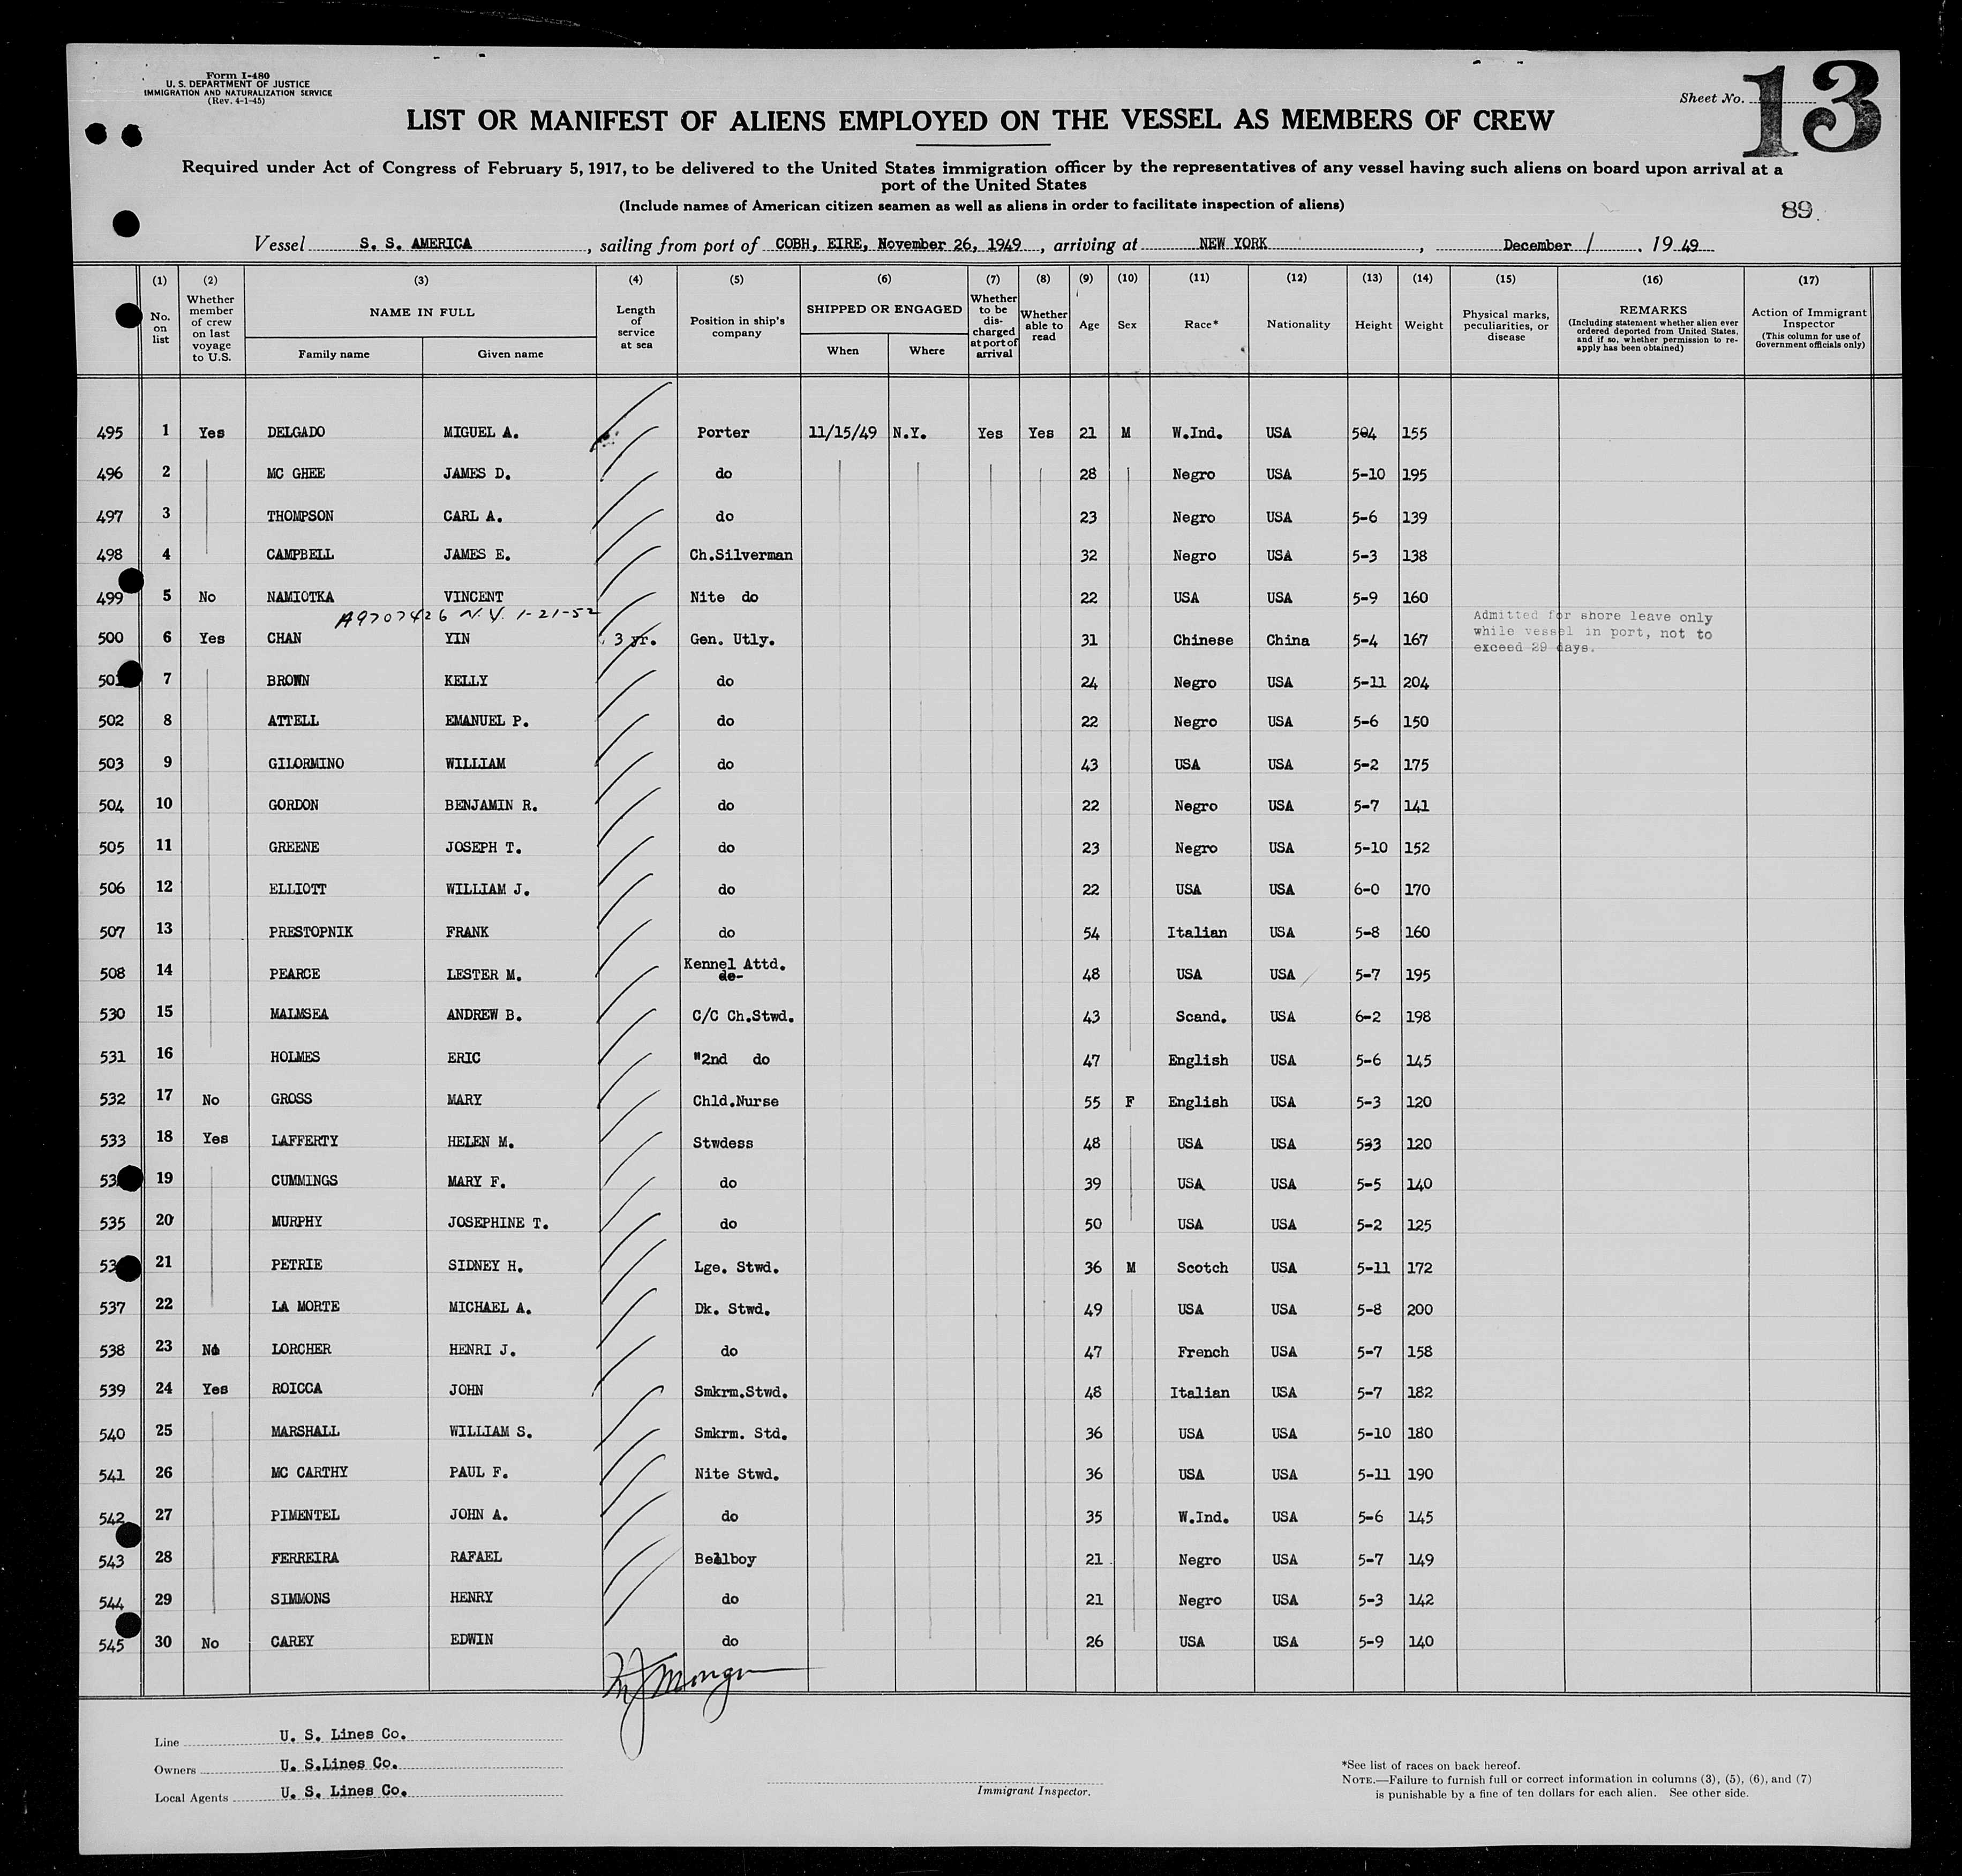 Form I-480
U. S. DEPARTMENT OF JUSTICE
IMMIGRATION AND NATURALIZATION SERVICE
(Rev. 4-1-45)
Sheet No. 13
LIST OR MANIFEST OF ALIENS EMPLOYED ON THE VESSEL AS MEMBERS OF CREW
Required under Act of Congress of February 5, 1917, to be delivered to the United States immigration officer by the representatives of any vessel having such aliens on board upon arrival at a
port of the United States
(Include names of American citizen seamen as well as aliens in order to facilitate inspection of aliens)
89
Vessel S. S. AMERICA, sailing from port of COBH, EIRE, November 26, 1949, arriving at NEW YORK, December 1, 1949
(1) No. on list (2) Whether member of crew on last voyage to U.S. (3) NAME IN FULL Family name Given name (4) Length of service at sea (5) Position in ship's company (6) SHIPPED OR ENGAGED When Where (7) Whether to be discharged at port of arrival (8) Whether able to read (9) Age (10) Sex (11) Race* (12) Nationality (13) Height (14) Weight (15) Physical marks, peculiarities, or disease (16) REMARKS (Including statement whether alien ever ordered deported from United States, and if so, whether permission to re-apply has been obtained) (17) Action of Immigrant Inspector (This column for use of Government officials only)
495 1 Yes DELGADO MIGUEL A. Porter 11/15/49 N.Y. Yes Yes 21 M W.Ind. USA 504 155
496 2 MC GHEE JAMES D. do 28 Negro USA 5-10 195
497 3 THOMPSON CARL A. do 23 Negro USA 5-6 139
498 4 CAMPBELL JAMES E. Ch.Silverman 32 Negro USA 5-3 138
499 5 No NAMIOTKA VINCENT Nite do 22 USA USA 5-9 160
A9707426 N.Y. 1-21-52
500 6 Yes CHAN YIN 3 yr. Gen. Utly. 31 Chinese China 5-4 167 Admitted for shore leave only
while vessel in port, not to
exceed 29 days.
501 7 BROWN KELLY do 24 Negro USA 5-11 204
502 8 ATTELL EMANUEL P. do 22 Negro USA 5-6 150
503 9 GILORMINO WILLIAM do 43 USA USA 5-2 175
504 10 GORDON BENJAMIN R. do 22 Negro USA 5-7 141
505 11 GREENE JOSEPH T. do 23 Negro USA 5-10 152
506 12 ELLIOTT WILLIAM J. do 22 USA USA 6-0 170
507 13 PRESTOPNIK FRANK do 54 Italian USA 5-8 160
508 14 PEARCE LESTER M. Kennel Attd. do 48 USA USA 5-7 195
530 15 MALMSEA ANDREW B. C/C Ch.Stwd. 43 Scand. USA 6-2 198
531 16 HOLMES ERIC "2nd do 47 English USA 5-6 145
532 17 No GROSS MARY Chld.Nurse 55 F English USA 5-3 120
533 18 Yes LAFFERTY HELEN M. Stwdess 48 USA USA 533 120
53 19 CUMMINGS MARY F. do 39 USA USA 5-5 140
535 20 MURPHY JOSEPHINE T. do 50 USA USA 5-2 125
53 21 PETRIE SIDNEY H. Lge. Stwd. 36 M Scotch USA 5-11 172
537 22 LA MORTE MICHAEL A. Dk. Stwd. 49 USA USA 5-8 200
538 23 No LORCHER HENRI J. do 47 French USA 5-7 158
539 24 Yes ROICCA JOHN Smkrm.Stwd. 48 Italian USA 5-7 182
540 25 MARSHALL WILLIAM S. Smkrm. Std. 36 USA USA 5-10 180
541 26 MC CARTHY PAUL F. Nite Stwd. 36 USA USA 5-11 190
542 27 PIMENTEL JOHN A. do 35 W.Ind. USA 5-6 145
543 28 FERREIRA RAFAEL Bellboy 21 Negro USA 5-7 149
544 29 SIMMONS HENRY do 21 Negro USA 5-3 142
545 30 No CAREY EDWIN do 26 USA USA 5-9 140
Line U. S. Lines Co.
Owners U. S.Lines Co.
Local Agents U. S. Lines Co.
Immigrant Inspector.
*See list of races on back hereof.
NOTE.—Failure to furnish full or correct information in columns (3), (5), (6), and (7)
is punishable by a fine of ten dollars for each alien. See other side.